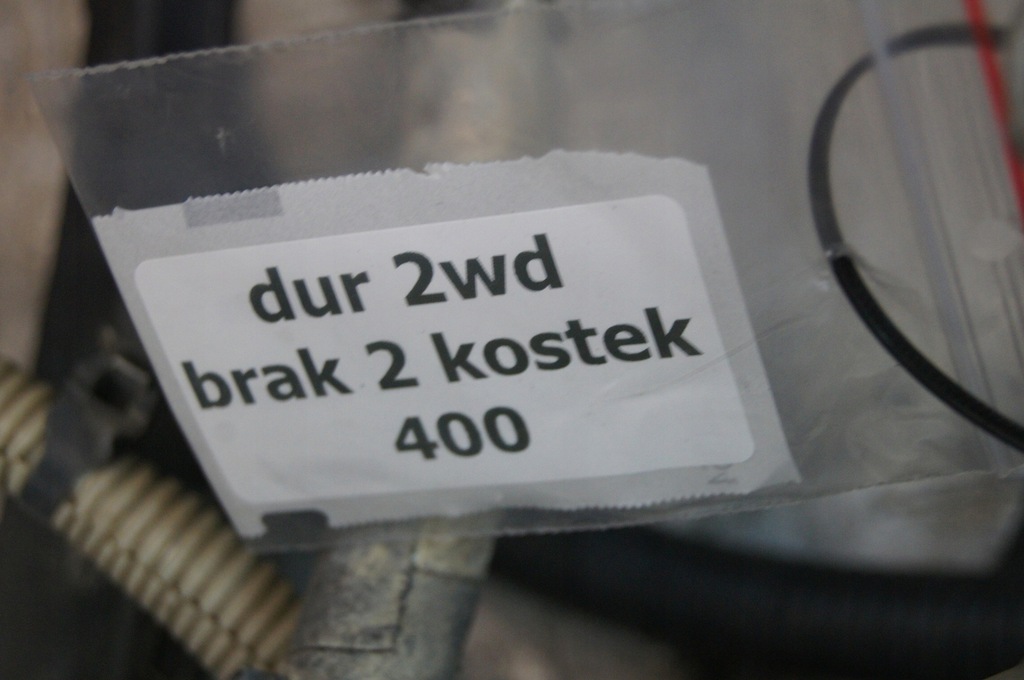 dur 2wd
brak 2 kostek
400